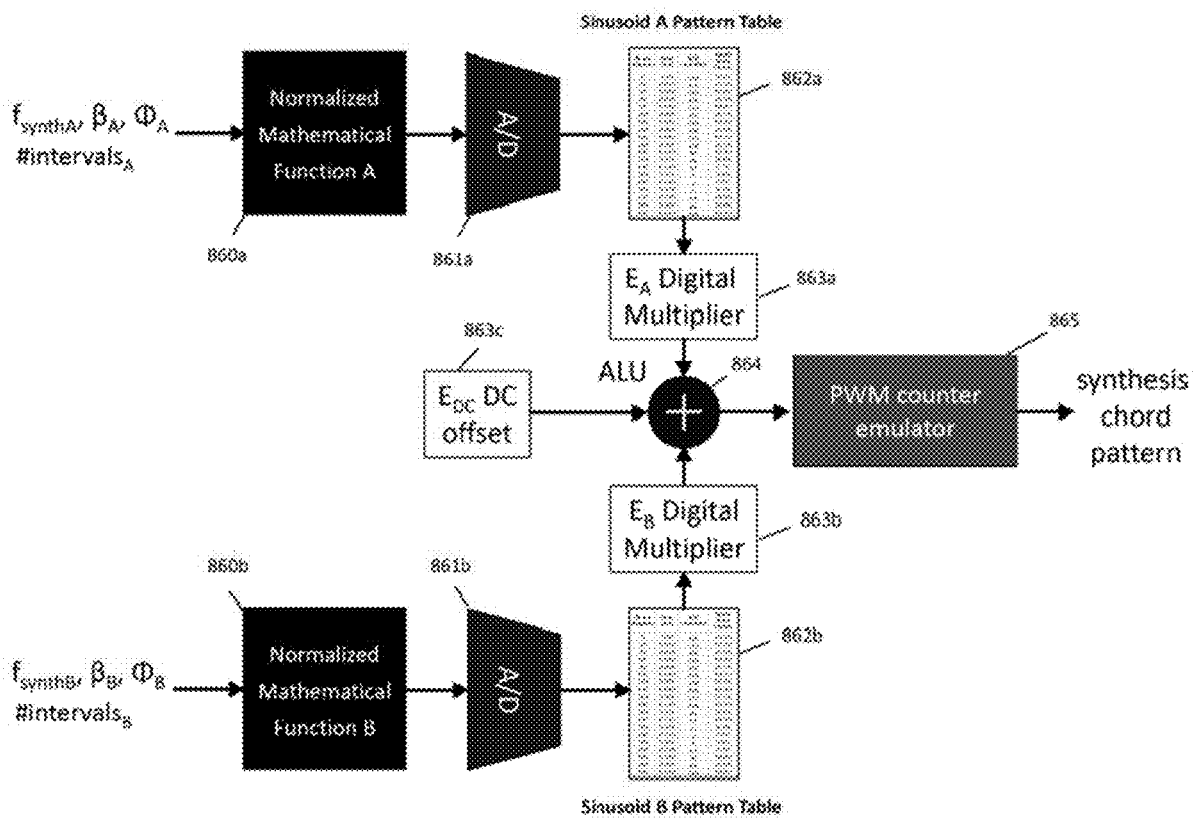 Sinusoid A Pattern Table
862a
f_synthA, β_A, Φ_A
#intervals_A
Normalized
Mathematical
Function A
A/D
860a
861a
E_A Digital
Multiplier
863a
863c
E_DC DC
offset
ALU
864
+
865
PWM counter
emulator
synthesis
chord
pattern
E_B Digital
Multiplier
863b
860b
861b
862b
f_synthB, β_B, Φ_B
#intervals_B
Normalized
Mathematical
Function B
A/D
Sinusoid B Pattern Table